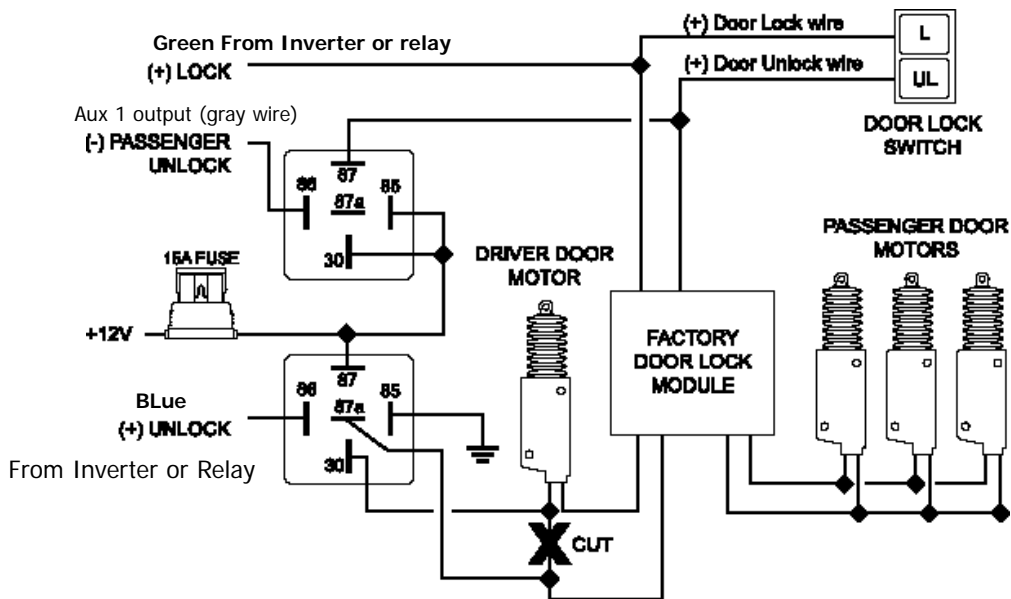 Green From Inverter or relay
(+) LOCK
(+) Door Lock wire
L
(+) Door Unlock wire
UL
DOOR LOCK
SWITCH
Aux 1 output (gray wire)
(-) PASSENGER
UNLOCK
87
86
87a
85
30
15A FUSE
+12V
DRIVER DOOR
MOTOR
FACTORY
DOOR LOCK
MODULE
PASSENGER DOOR
MOTORS
BLue
(+) UNLOCK
From Inverter or Relay
87
86
87a
85
30
CUT